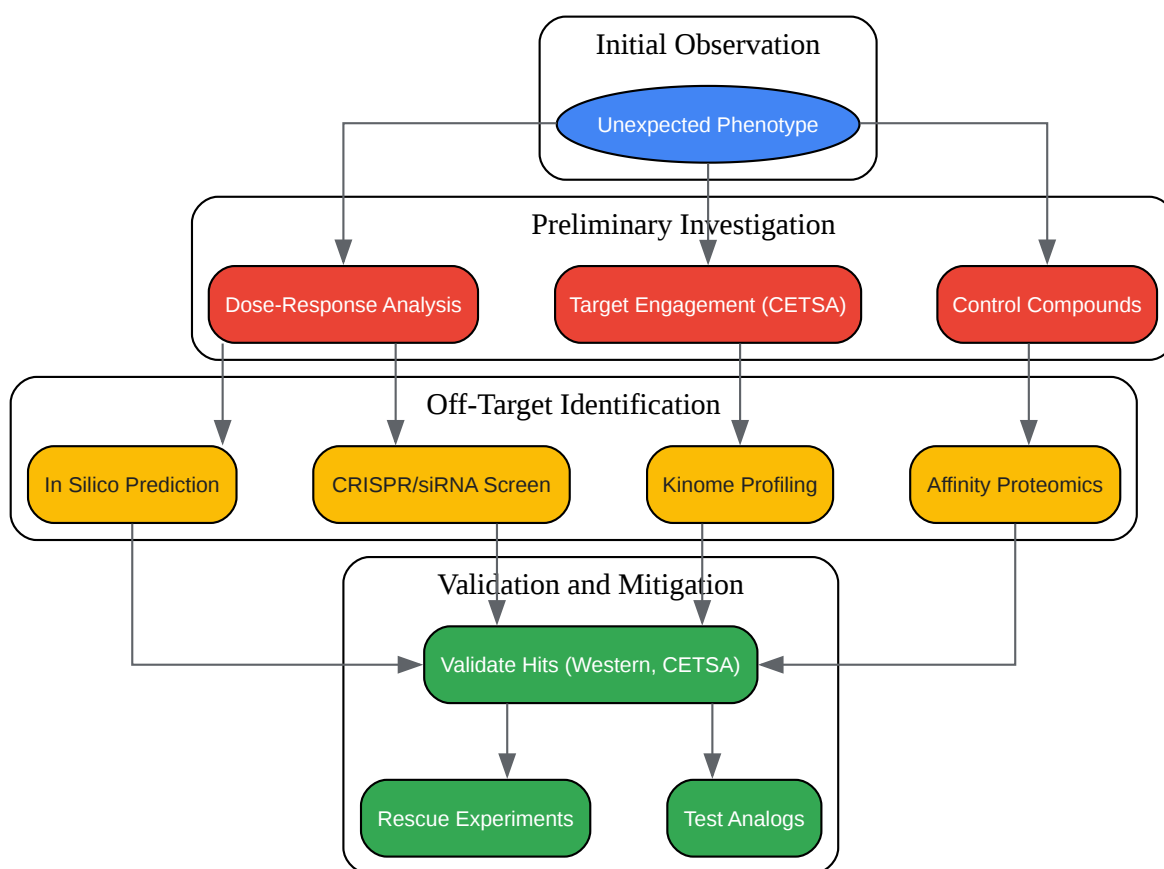 Initial Observation
Unexpected Phenotype
Preliminary Investigation
Dose-Response Analysis
Target Engagement (CETSA)
Control Compounds
Off-Target Identification
In Silico Prediction
CRISPR/siRNA Screen
Kinome Profiling
Affinity Proteomics
Validation and Mitigation
Validate Hits (Western, CETSA)
Rescue Experiments
Test Analogs